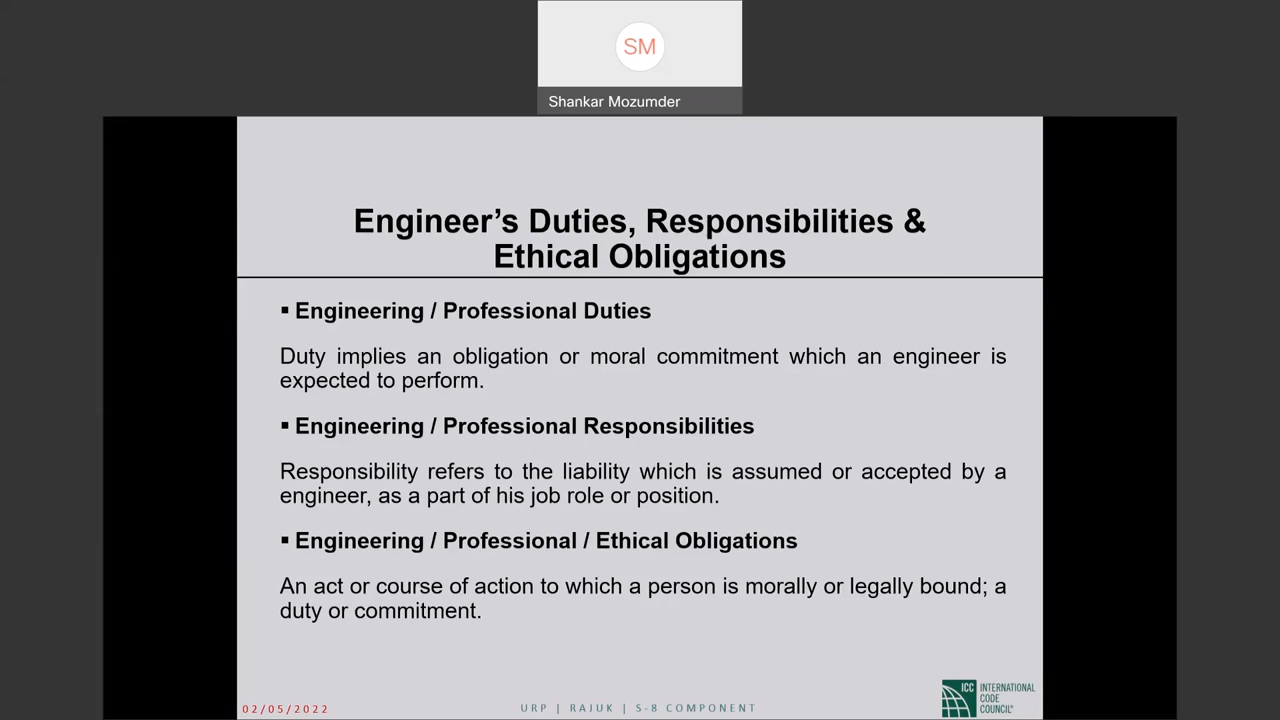 SM
Shankar Mozumder
Engineer’s Duties, Responsibilities &
Ethical Obligations
▪ Engineering / Professional Duties
Duty implies an obligation or moral commitment which an engineer is
expected to perform.
▪ Engineering / Professional Responsibilities
Responsibility refers to the liability which is assumed or accepted by a
engineer, as a part of his job role or position.
▪ Engineering / Professional / Ethical Obligations
An act or course of action to which a person is morally or legally bound; a
duty or commitment.
02/05/2022
URP | RAJUK | S-8 COMPONENT
ICC
INTERNATIONAL
CODE
COUNCIL®